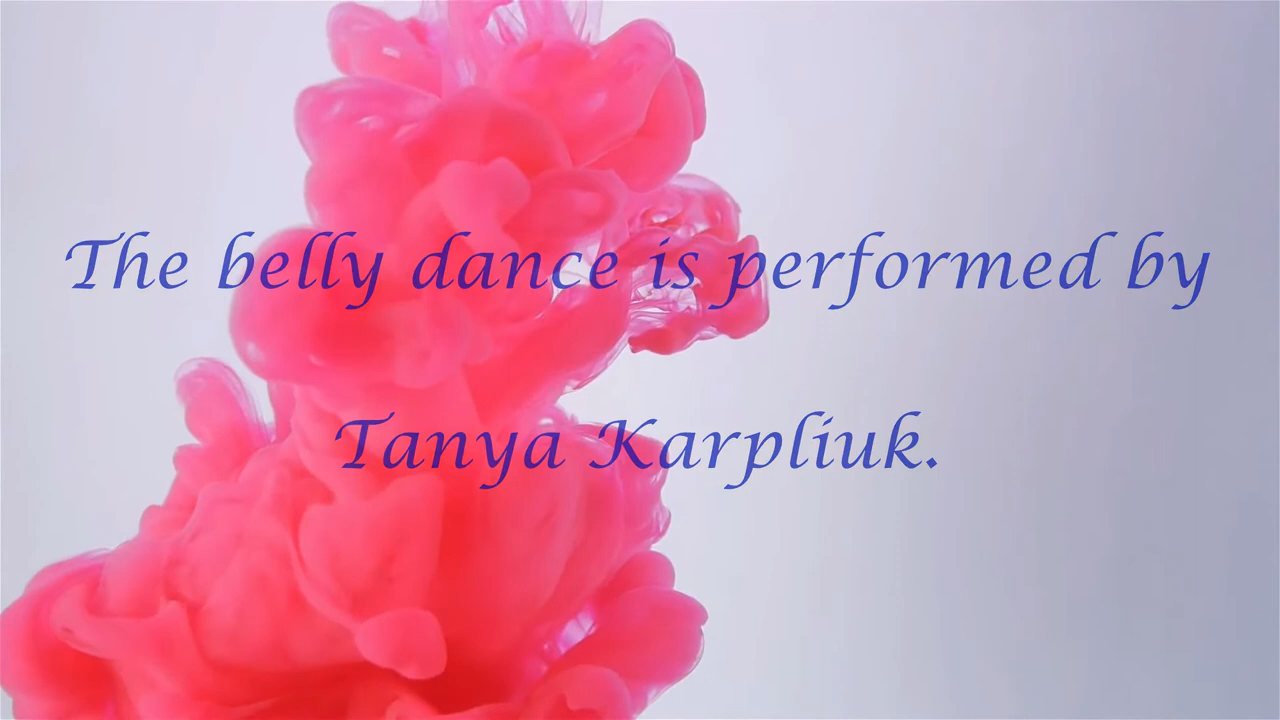 The belly dance is performed by
Tanya Karpliuk.